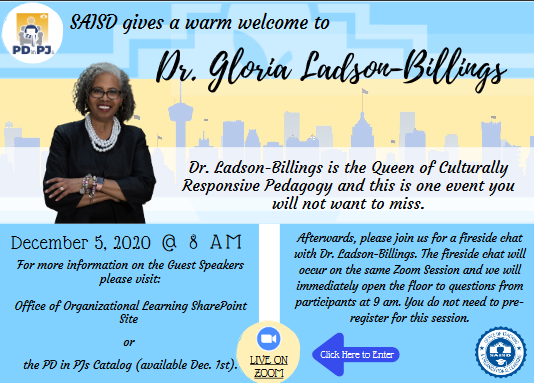 PD in PJs
SAISD gives a warm welcome to
Dr. Gloria Ladson-Billings
Dr. Ladson-Billings is the Queen of Culturally
Responsive Pedagogy and this is one event you
will not want to miss.
December 5, 2020 @ 8 AM
For more information on the Guest Speakers
please visit:
Office of Organizational Learning SharePoint
Site
or
the PD in PJs Catalog (available Dec. 1st).
Afterwards, please join us for a fireside chat
with Dr. Ladson-Billings. The fireside chat will
occur on the same Zoom Session and we will
immediately open the floor to questions from
participants at 9 am. You do not need to pre-
register for this session.
LIVE ON
ZOOM
Click Here to Enter
SAISD